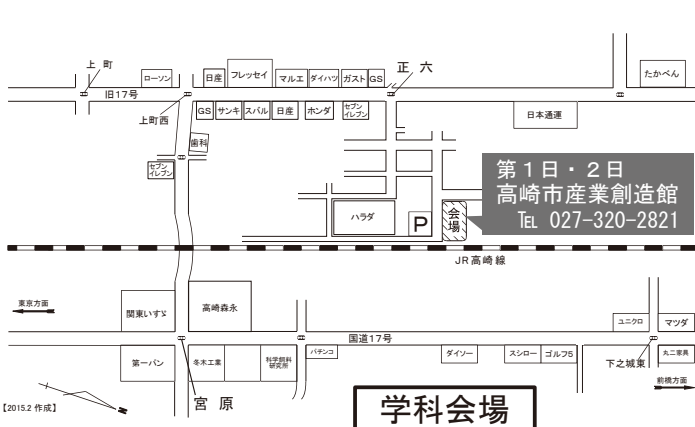 上 町
ローソン
日産
フレッセイ
マルエ
ダイハツ
ガスト
GS
正 六
たかべん
旧17号
上町西
GS
サンキ
スバル
日産
ホンダ
セブン
イレブン
日本通運
歯科
セブン
イレブン
第1日・2日
高崎市産業創造館
℡ 027-320-2821
ハラダ
P
会場
JR高崎線
東京方面
関東いすゞ
高崎森永
ユニクロ
マツダ
国道17号
第一パン
冬木工業
科学飼料
研究所
パチンコ
ダイソー
スシロー
ゴルフ5
下之城東
丸二家具
前橋方面
宮 原
N
【2015.2 作成】
学科会場